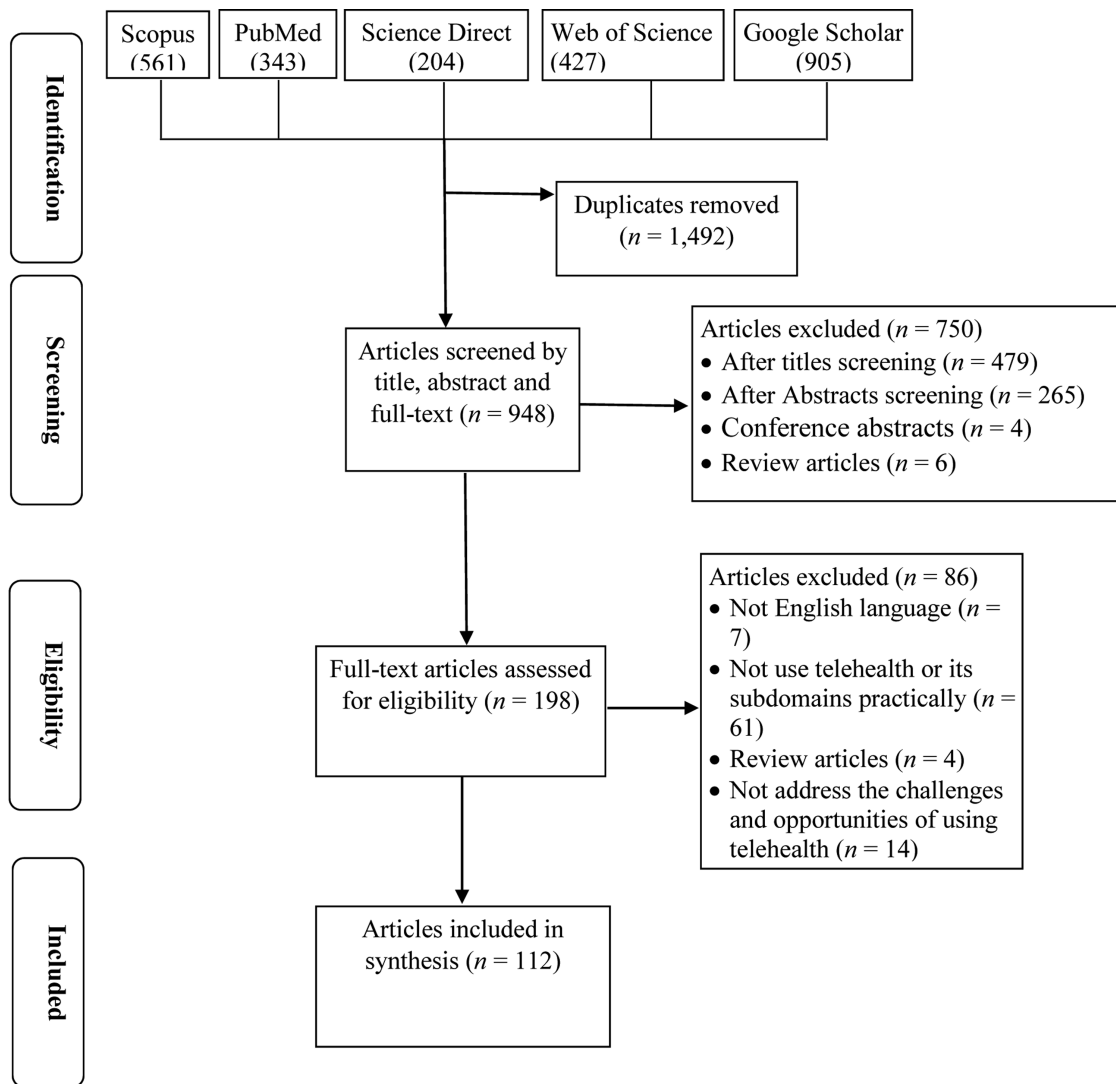 Scopus
(561)
PubMed
(343)
Science Direct
(204)
Web of Science
(427)
Google Scholar
(905)
Identification
Duplicates removed
(n = 1,492)
Screening
Articles screened by
title, abstract and
full-text (n = 948)
Articles excluded (n = 750)
• After titles screening (n = 479)
• After Abstracts screening (n = 265)
• Conference abstracts (n = 4)
• Review articles (n = 6)
Eligibility
Full-text articles assessed
for eligibility (n = 198)
Articles excluded (n = 86)
• Not English language (n =
7)
• Not use telehealth or its
subdomains practically (n =
61)
• Review articles (n = 4)
• Not address the challenges
and opportunities of using
telehealth (n = 14)
Included
Articles included in
synthesis (n = 112)